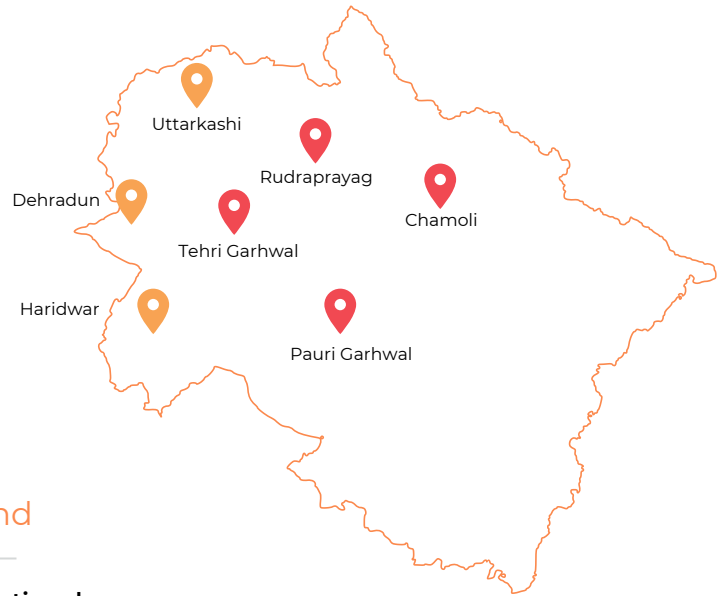 Uttarkashi
Rudraprayag
Dehradun
Chamoli
Tehri Garhwal
Haridwar
Pauri Garhwal
nd